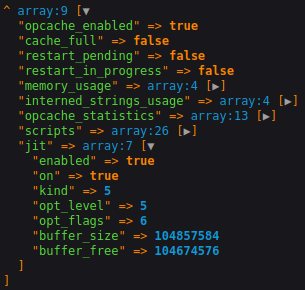 ^ array:9 [▼
"opcache_enabled" => true
"cache_full" => false
"restart_pending" => false
"restart_in_progress" => false
"memory_usage" => array:4 [▶]
"interned_strings_usage" => array:4 [▶]
"opcache_statistics" => array:13 [▶]
"scripts" => array:26 [▶]
"jit" => array:7 [▼
"enabled" => true
"on" => true
"kind" => 5
"opt_level" => 5
"opt_flags" => 6
"buffer_size" => 104857584
"buffer_free" => 104674576
]
]